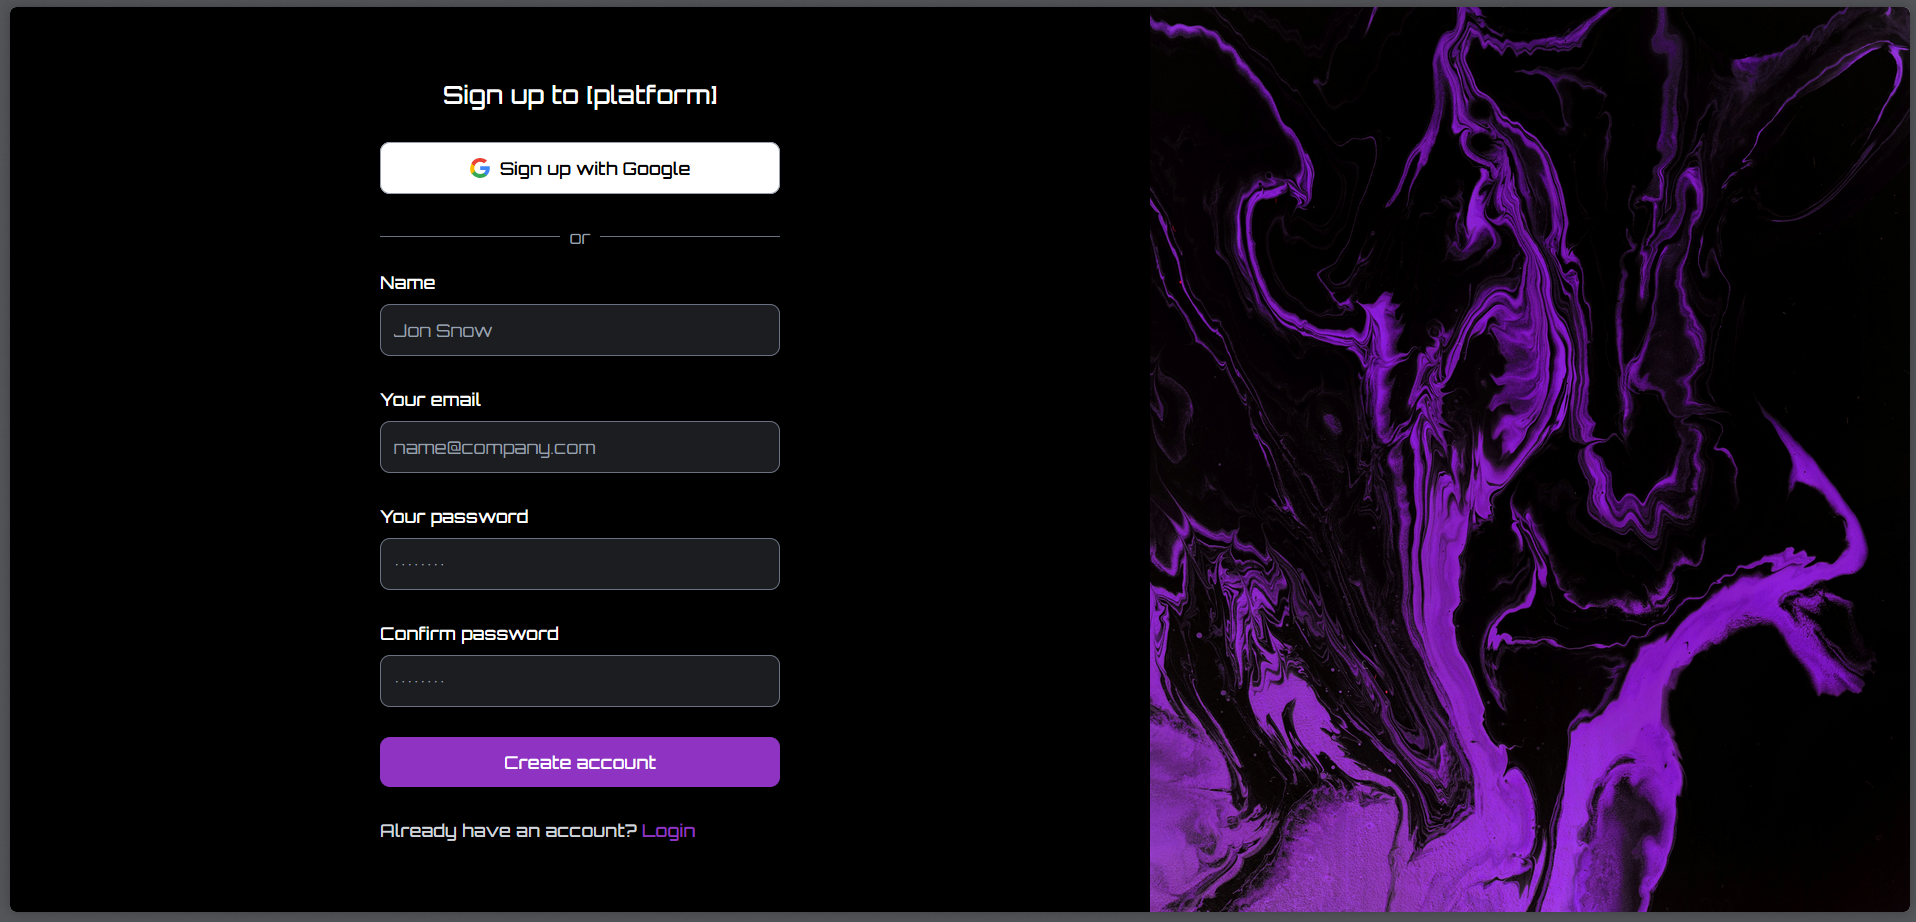 Sign up to [platform]
Sign up with Google
or
Name
Jon Snow
Your email
name@company.com
Your password
········
Confirm password
········
Create account
Already have an account? Login